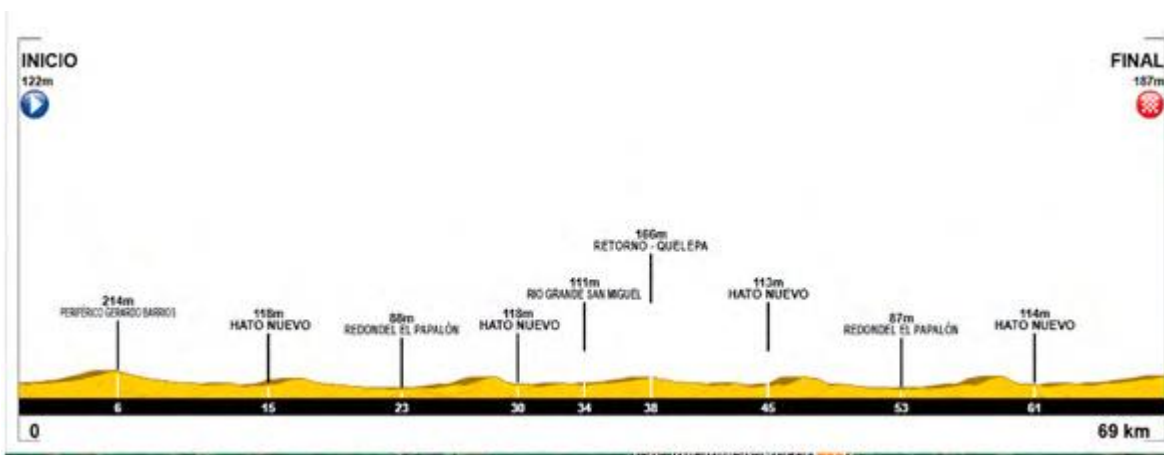 INICIO
122m
FINAL
187m
214m
PERIFÉRICO GERARDO BARRIOS
118m
HATO NUEVO
88m
REDONDEL EL PAPALÓN
118m
HATO NUEVO
111m
RIO GRANDE SAN MIGUEL
166m
RETORNO - QUELEPA
113m
HATO NUEVO
87m
REDONDEL EL PAPALÓN
114m
HATO NUEVO
6 15 23 30 34 38 45 53 61
0
69 km